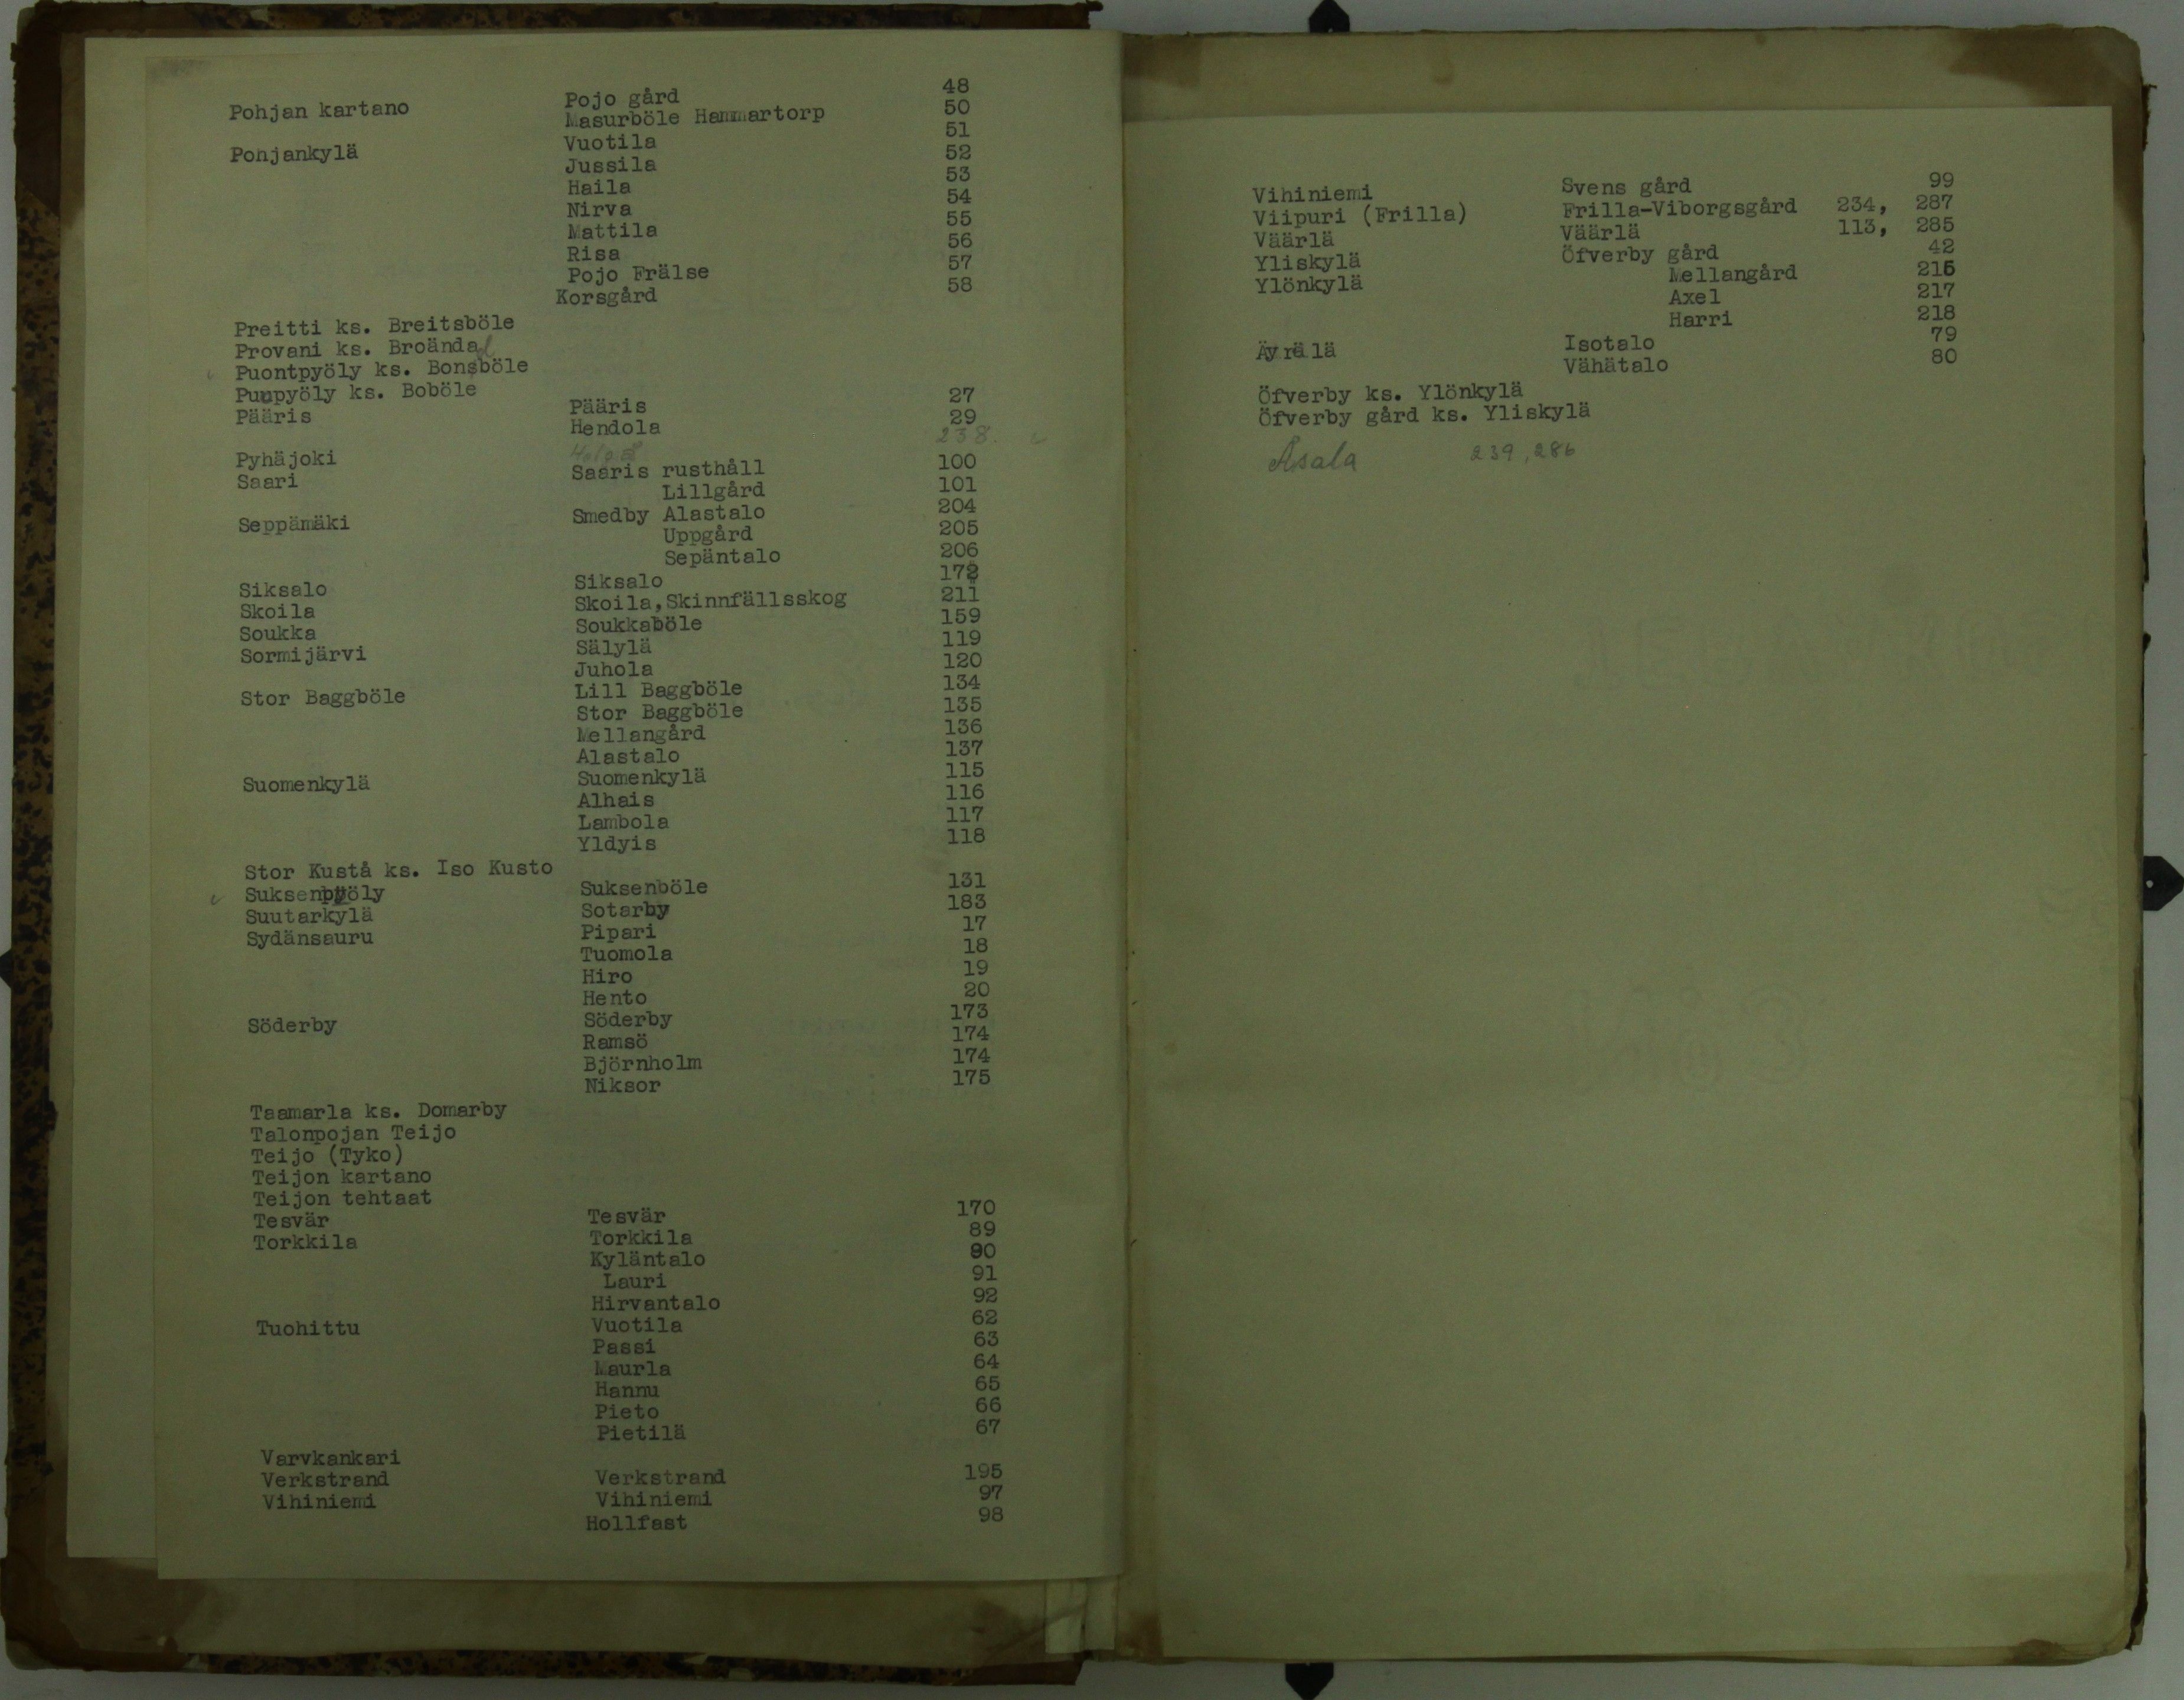 Pohjan kartano Pojo gård 48
Masurböle Hammartorp 50
Pohjankylä Vuotila 51
Jussila 52
Haila 53
Nirva 54
Mattila 55
Risa 56
Pojo Frälse 57
Korsgård 58
Preitti ks. Breitsböle
Provani ks. Broända
Puontpyöly ks. Bonsböle
Puupyöly ks. Boböle
Pääris Pääris 27
Hendola 29
Pyhäjoki 238.
Saari Saaris rusthåll 100
Lillgård 101
Seppämäki Smedby Alastalo 204
Uppgård 205
Sepäntalo 206
Siksalo Siksalo 172
Skoila Skoila,Skinnfällsskog 211
Soukka Soukkaböle 159
Sormijärvi Sälylä 119
Juhola 120
Stor Baggböle Lill Baggböle 134
Stor Baggböle 135
Mellangård 136
Alastalo 137
Suomenkylä Suomenkylä 115
Alhais 116
Lambola 117
Yldyis 118
Stor Kustå ks. Iso Kusto
Suksenpyöly Suksenböle 131
Suutarkylä Sotarby 183
Sydänsauru Pipari 17
Tuomola 18
Hiro 19
Hento 20
Söderby Söderby 173
Ramsö 174
Björnholm 174
Niksor 175
Taamarla ks. Domarby
Talonpojan Teijo
Teijo (Tyko)
Teijon kartano
Teijon tehtaat
Tesvär Tesvär 170
Torkkila Torkkila 89
Kyläntalo 90
Lauri 91
Hirvantalo 92
Tuohittu Vuotila 62
Passi 63
Maurla 64
Hannu 65
Pieto 66
Pietilä 67
Varvkankari
Verkstrand Verkstrand 195
Vihiniemi Vihiniemi 97
Hollfast 98
Vihiniemi Svens gård 99
Viipuri (Frilla) Frilla-Viborgsgård 234, 287
Väärlä Väärlä 113, 285
Yliskylä Öfverby gård 42
Ylönkylä Mellangård 216
Axel 217
Harri 218
Äyrälä Isotalo 79
Vähätalo 80
Öfverby ks. Ylönkylä
Öfverby gård ks. Yliskylä
Åsala 239, 286